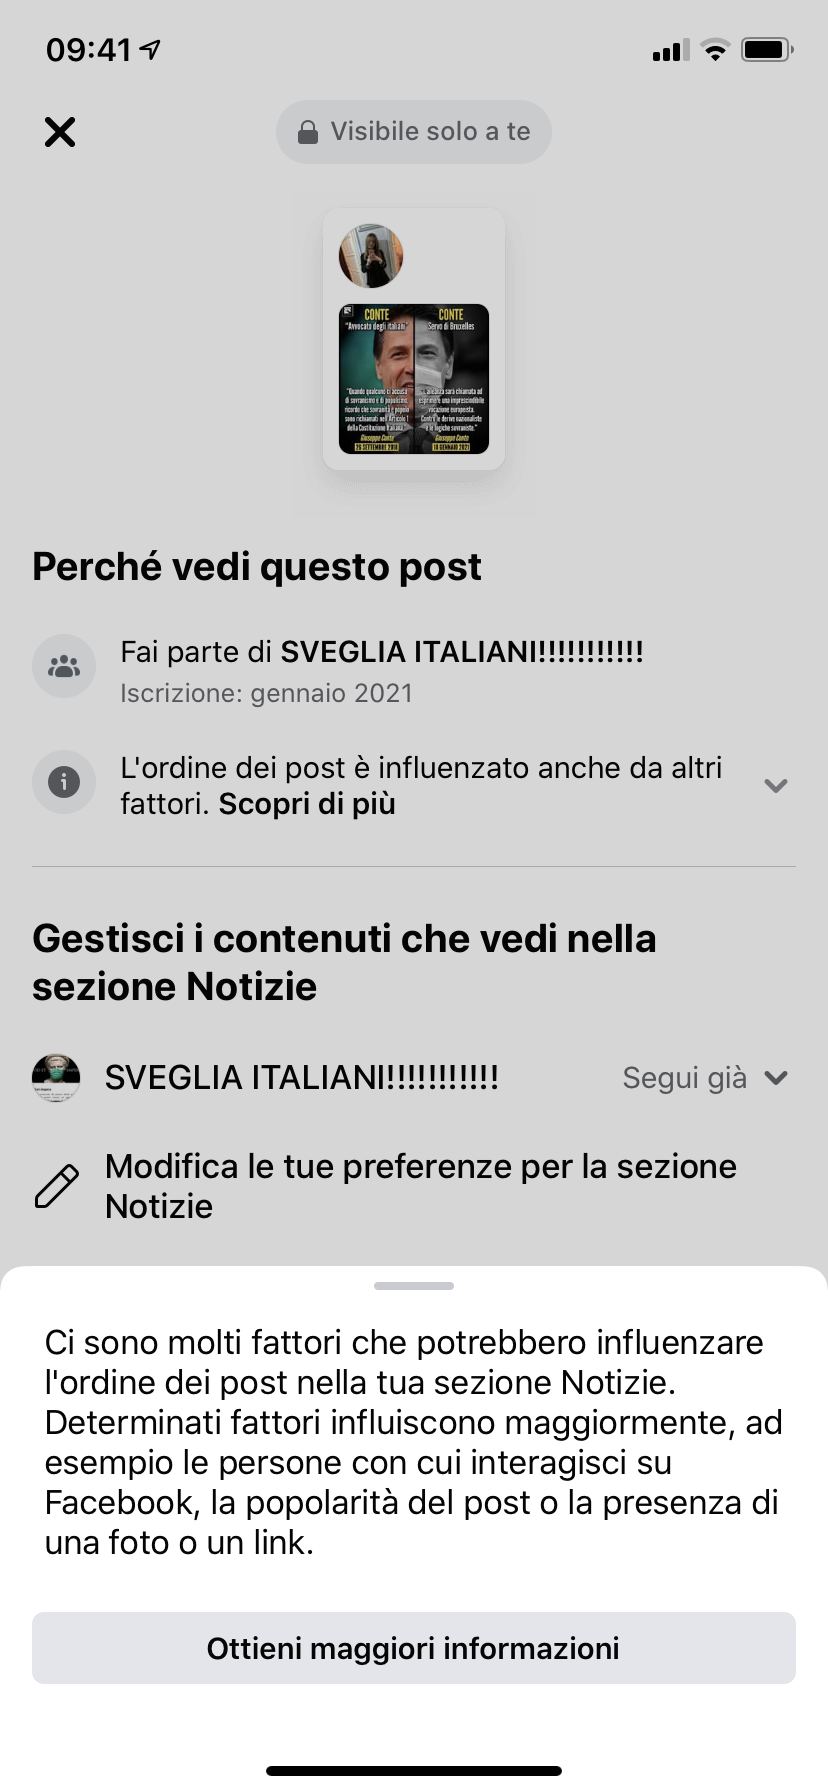 09:41
Visibile solo a te
CONTE
"Avvocato degli italiani"
"Quando qualcuno ci accusa
di sovranismo e di populismo,
ricordo che sovranità e popolo
sono richiamati nell'Articolo 1
della Costituzione Italiana."
Giuseppe Conte
26 SETTEMBRE 2018
CONTE
Servo di Bruxelles
sarà chiamata ad
esprimere una imprescindibile
vocazione europeista.
Contro le derive nazionaliste
e le logiche sovraniste."
Giuseppe Conte
18 GENNAIO 2021
Perché vedi questo post
Fai parte di SVEGLIA ITALIANI!!!!!!!!!!!
Iscrizione: gennaio 2021
L'ordine dei post è influenzato anche da altri
fattori. Scopri di più
Gestisci i contenuti che vedi nella
sezione Notizie
SVEGLIA ITALIANI!!!!!!!!!!!
Segui già
Modifica le tue preferenze per la sezione
Notizie
Ci sono molti fattori che potrebbero influenzare
l'ordine dei post nella tua sezione Notizie.
Determinati fattori influiscono maggiormente, ad
esempio le persone con cui interagisci su
Facebook, la popolarità del post o la presenza di
una foto o un link.
Ottieni maggiori informazioni